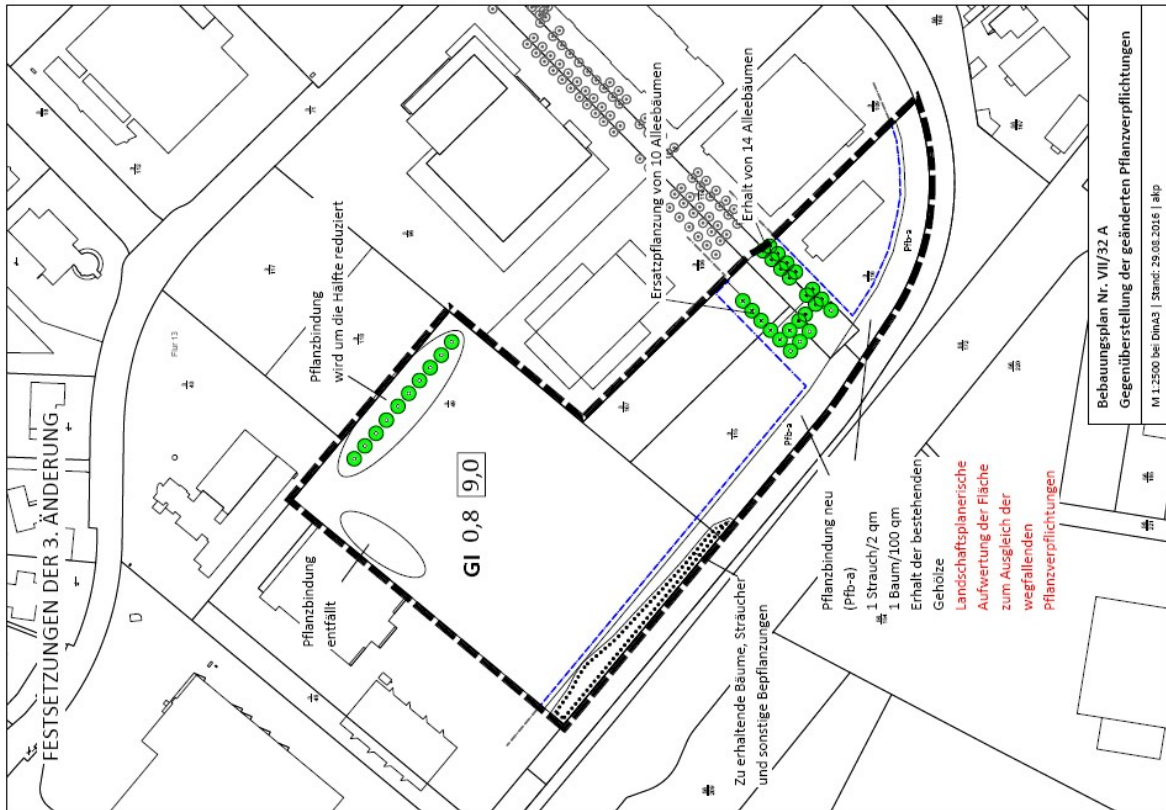 FESTSETZUNGEN DER 3. ÄNDERUNG
Flur 13
Pflanzbindung
wird um die Hälfte reduziert
Pflanzbindung
entfällt
GI 0,8 9,0
Ersatzpflanzung von 10 Alleebäumen
Erhalt von 14 Alleebäumen
Pfb-a
Pfb-a
Zu erhaltende Bäume, Sträucher
und sonstige Bepflanzungen
Pflanzbindung neu
(Pfb-a)
1 Strauch/2 qm
1 Baum/100 qm
Erhalt der bestehenden
Gehölze
Landschaftsplanerische
Aufwertung der Fläche
zum Ausgleich der
wegfallenden
Pflanzverpflichtungen
Bebauungsplan Nr. VII/32 A
Gegenüberstellung der geänderten Pflanzverpflichtungen
M 1:2500 bei DinA3 | Stand: 29.08.2016 | akp